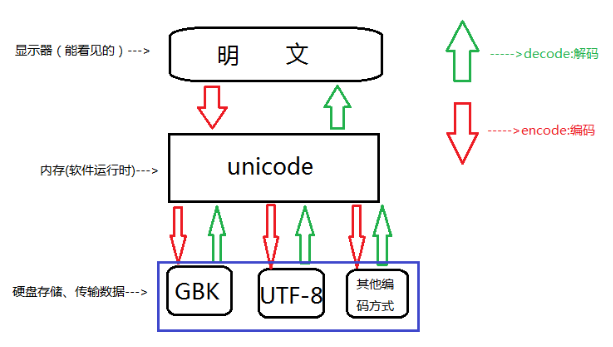 显示器（能看见的）--->
明 文
----->decode:解码
----->encode:编码
内存(软件运行时)--->
unicode
硬盘存储、传输数据--->
GBK
UTF-8
其他编
码方式